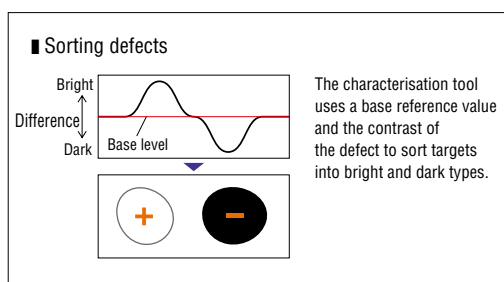 Sorting defects
Bright
Difference
Dark
Base level
+ −
The characterisation tool
uses a base reference value
and the contrast of
the defect to sort targets
into bright and dark types.